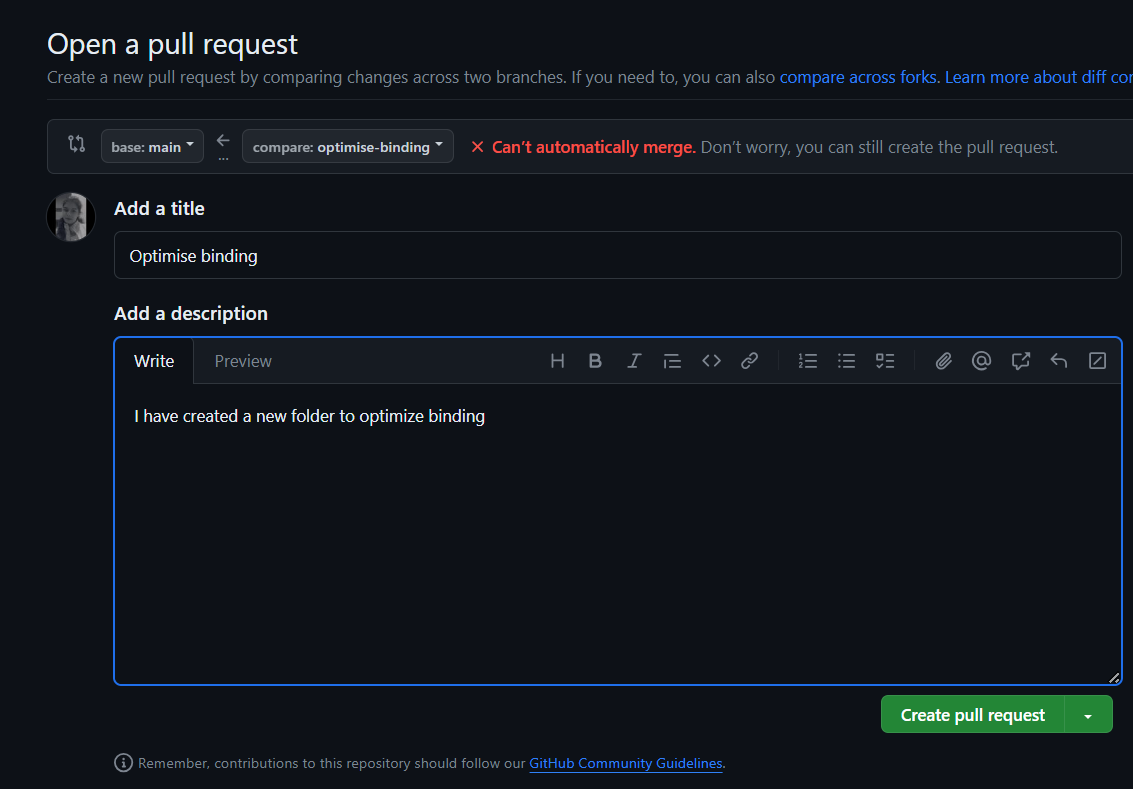 Open a pull request
Create a new pull request by comparing changes across two branches. If you need to, you can also compare across forks. Learn more about diff
base: main
compare: optimise-binding
Can’t automatically merge. Don’t worry, you can still create the pull request.
Add a title
Optimise binding
Add a description
Write Preview
I have created a new folder to optimize binding
Create pull request
Remember, contributions to this repository should follow our GitHub Community Guidelines.